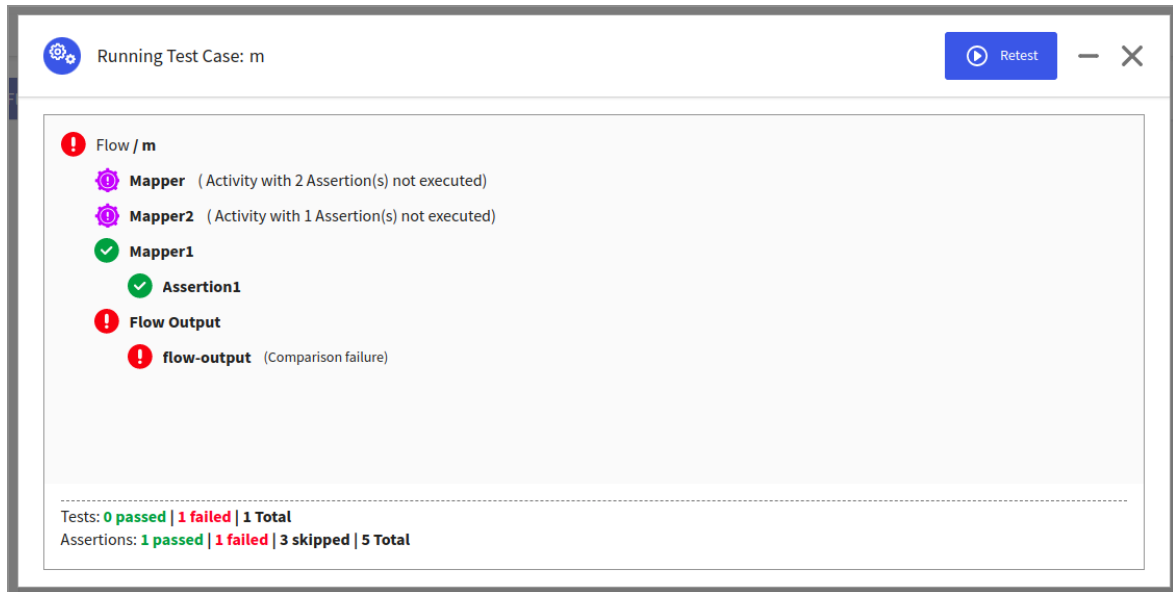 Running Test Case: m
Retest
Flow / m
Mapper ( Activity with 2 Assertion(s) not executed)
Mapper2 ( Activity with 1 Assertion(s) not executed)
Mapper1
Assertion1
Flow Output
flow-output (Comparison failure)
Tests: 0 passed | 1 failed | 1 Total
Assertions: 1 passed | 1 failed | 3 skipped | 5 Total